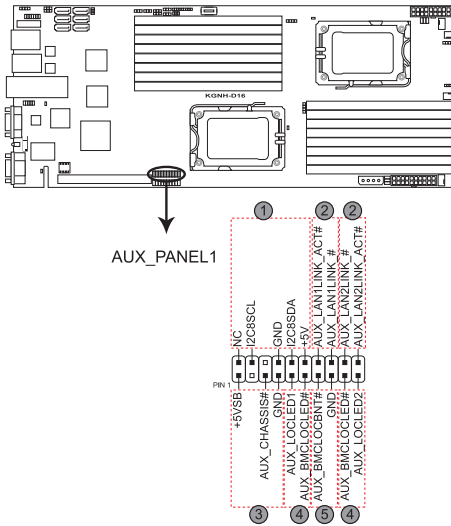 KGNH-D16
AUX_PANEL1
1
2
2
NC
I2C8SCL
GND
I2C8SDA
+5V
AUX_LAN1LINK_ACT#
AUX_LAN1LINK_#
AUX_LAN2LINK_#
AUX_LAN2LINK_ACT#
PIN 1
+5VSB
AUX_CHASSIS#
GND
AUX_LOCLED1
AUX_BMCLOCLED#
AUX_BMCLOCBNT#
GND
AUX_BMCLOCLED#
AUX_LOCLED2
3
4
5
4